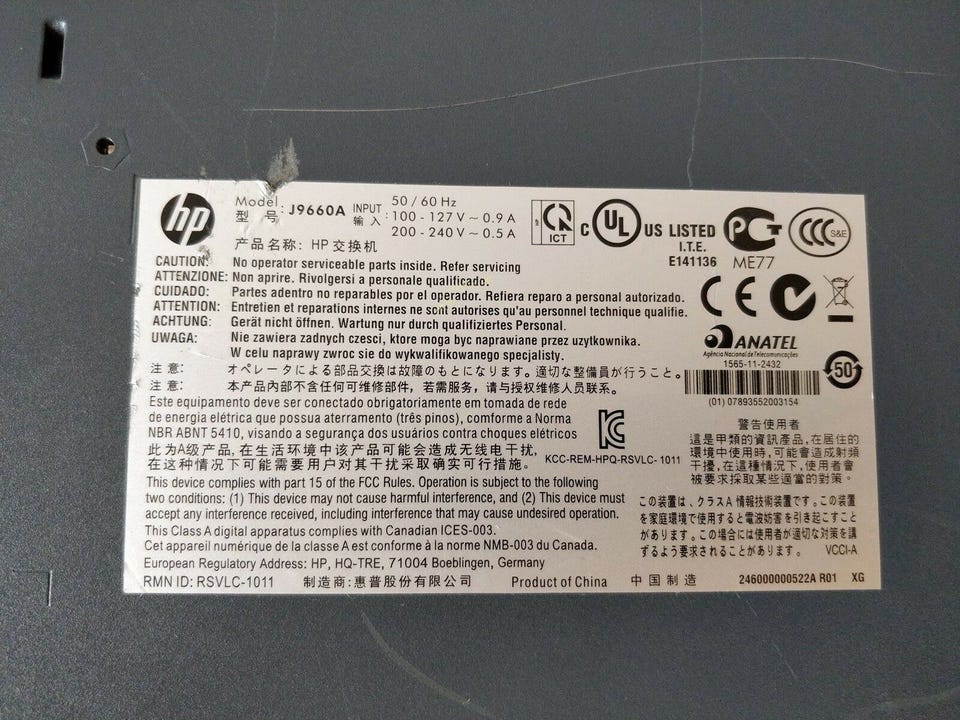 hp
Model : J9660A INPUT 50 / 60 Hz
型 号 输 入 : 100 - 127 V ~ 0.9 A
200 - 240 V ~ 0.5 A
产品名称: HP 交换机
ICT
C UL US LISTED
I.T.E.
E141136
ME77
CCC S&E
CAUTION: No operator serviceable parts inside. Refer servicing
ATTENZIONE: Non aprire. Rivolgersi a personale qualificado.
CUIDADO: Partes adentro no reparables por el operador. Refiera reparo a personal autorizado.
ATTENTION: Entretien et reparations internes ne sont autorises qu'au personnel technique qualifie.
ACHTUNG: Gerät nicht öffnen. Wartung nur durch qualifiziertes Personal.
UWAGA: Nie zawiera zadnych czesci, ktore moga byc naprawiane przez uzytkownika.
W celu naprawy zwroc sie do wykwalifikowanego specjalisty.
注 意: オペレータによる部品交換は故障のもとになります。適切な整備員が行うこと。
注 意: 本产品内部不含任何可维修部件, 若需服务, 请与授权维修人员联系。
CE
ANATEL
Agência Nacional de Telecomunicações
1565-11-2432
(01) 07893552003154
50
Este equipamento deve ser conectado obrigatoriamente em tomada de rede
de energia elétrica que possua aterramento (três pinos), comforme a Norma
NBR ABNT 5410, visando a segurança dos usuários contra choques elétricos
此为A级产品, 在生活环境中该产品可能会造成无线电干扰,
在这种情况下可能需要用户对其干扰采取确实可行措施。
KCC-REM-HPQ-RSVLC- 1011
警告使用者
這是甲類的資訊產品, 在居住的
環境中使用時, 可能會造成射頻
干擾, 在這種情況下, 使用者會
被要求採取某些適當的對策。
This device complies with part 15 of the FCC Rules. Operation is subject to the following
two conditions: (1) This device may not cause harmful interference, and (2) This device must
accept any interference received, including interference that may cause undesired operation.
This Class A digital apparatus complies with Canadian ICES-003.
Cet appareil numérique de la classe A est conforme à la norme NMB-003 du Canada.
European Regulatory Address: HP, HQ-TRE, 71004 Boeblingen, Germany
この装置は、クラスA 情報技術装置です。この装置
を家庭環境で使用すると電波妨害を引き起こすこと
があります。この場合には使用者が適切な対策を講
ずるよう要求されることがあります。 VCCI-A
RMN ID: RSVLC-1011 制造商: 惠普股份有限公司 Product of China 中 国 制 造 246000000522A R01 XG